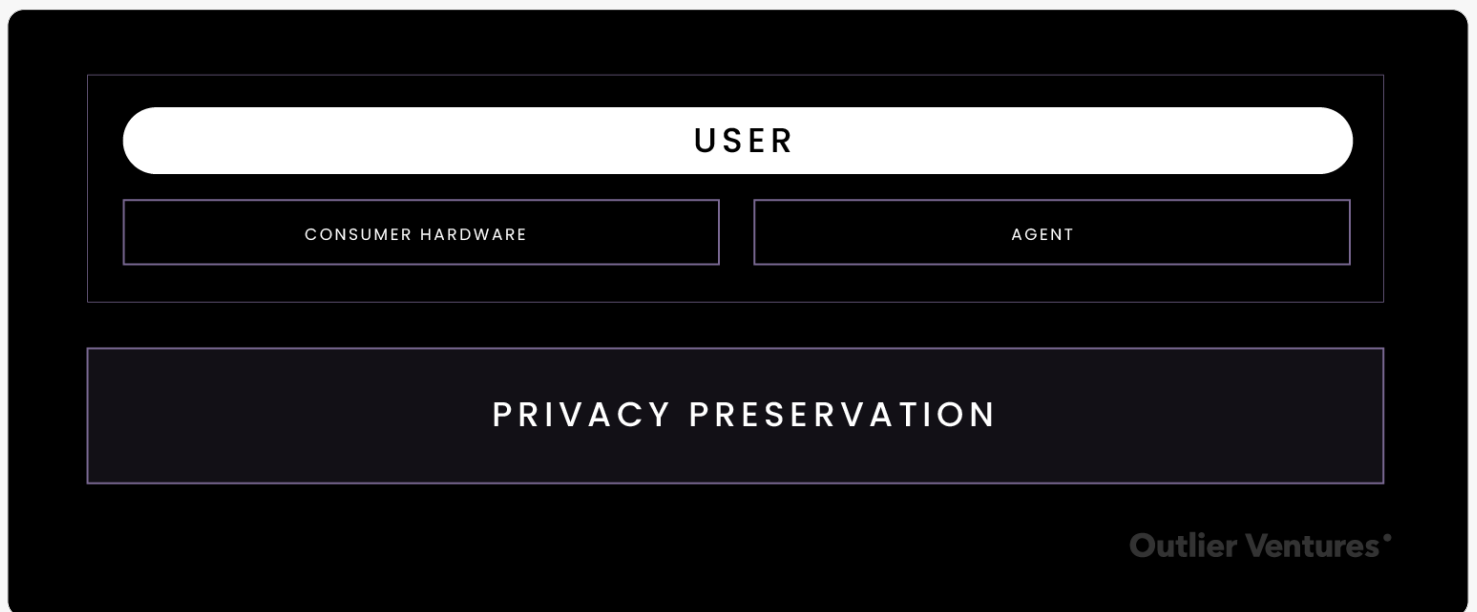 USER
CONSUMER HARDWARE
AGENT
PRIVACY PRESERVATION
Outlier Ventures